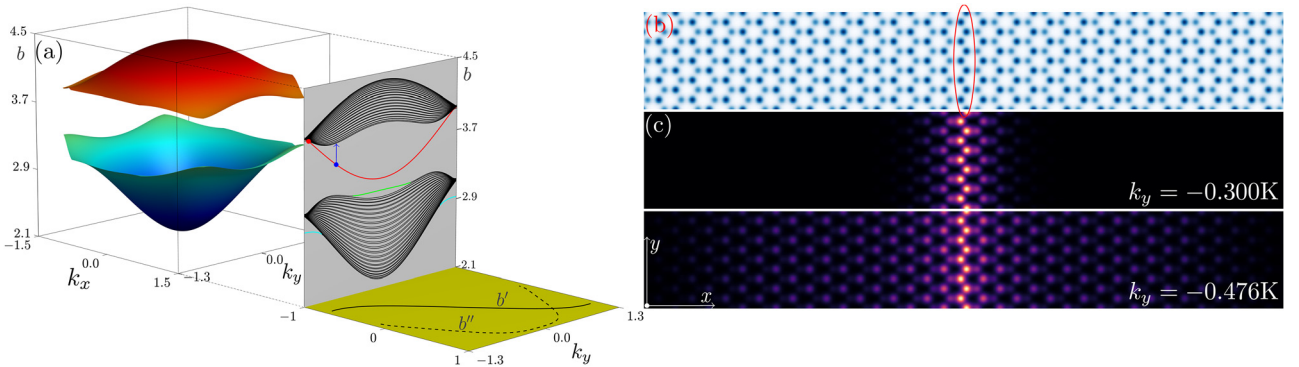 4.5
(a)
b
3.7
2.9
2.1
−1.5
0.0
k_x
1.5
−1.3
0.0
k_y
4.5
b
3.7
2.9
2.1
b′
b″
−1
0
1
−1.3
0.0
k_y
1.3
(b)
(c)
k_y = −0.300K
y
x
k_y = −0.476K